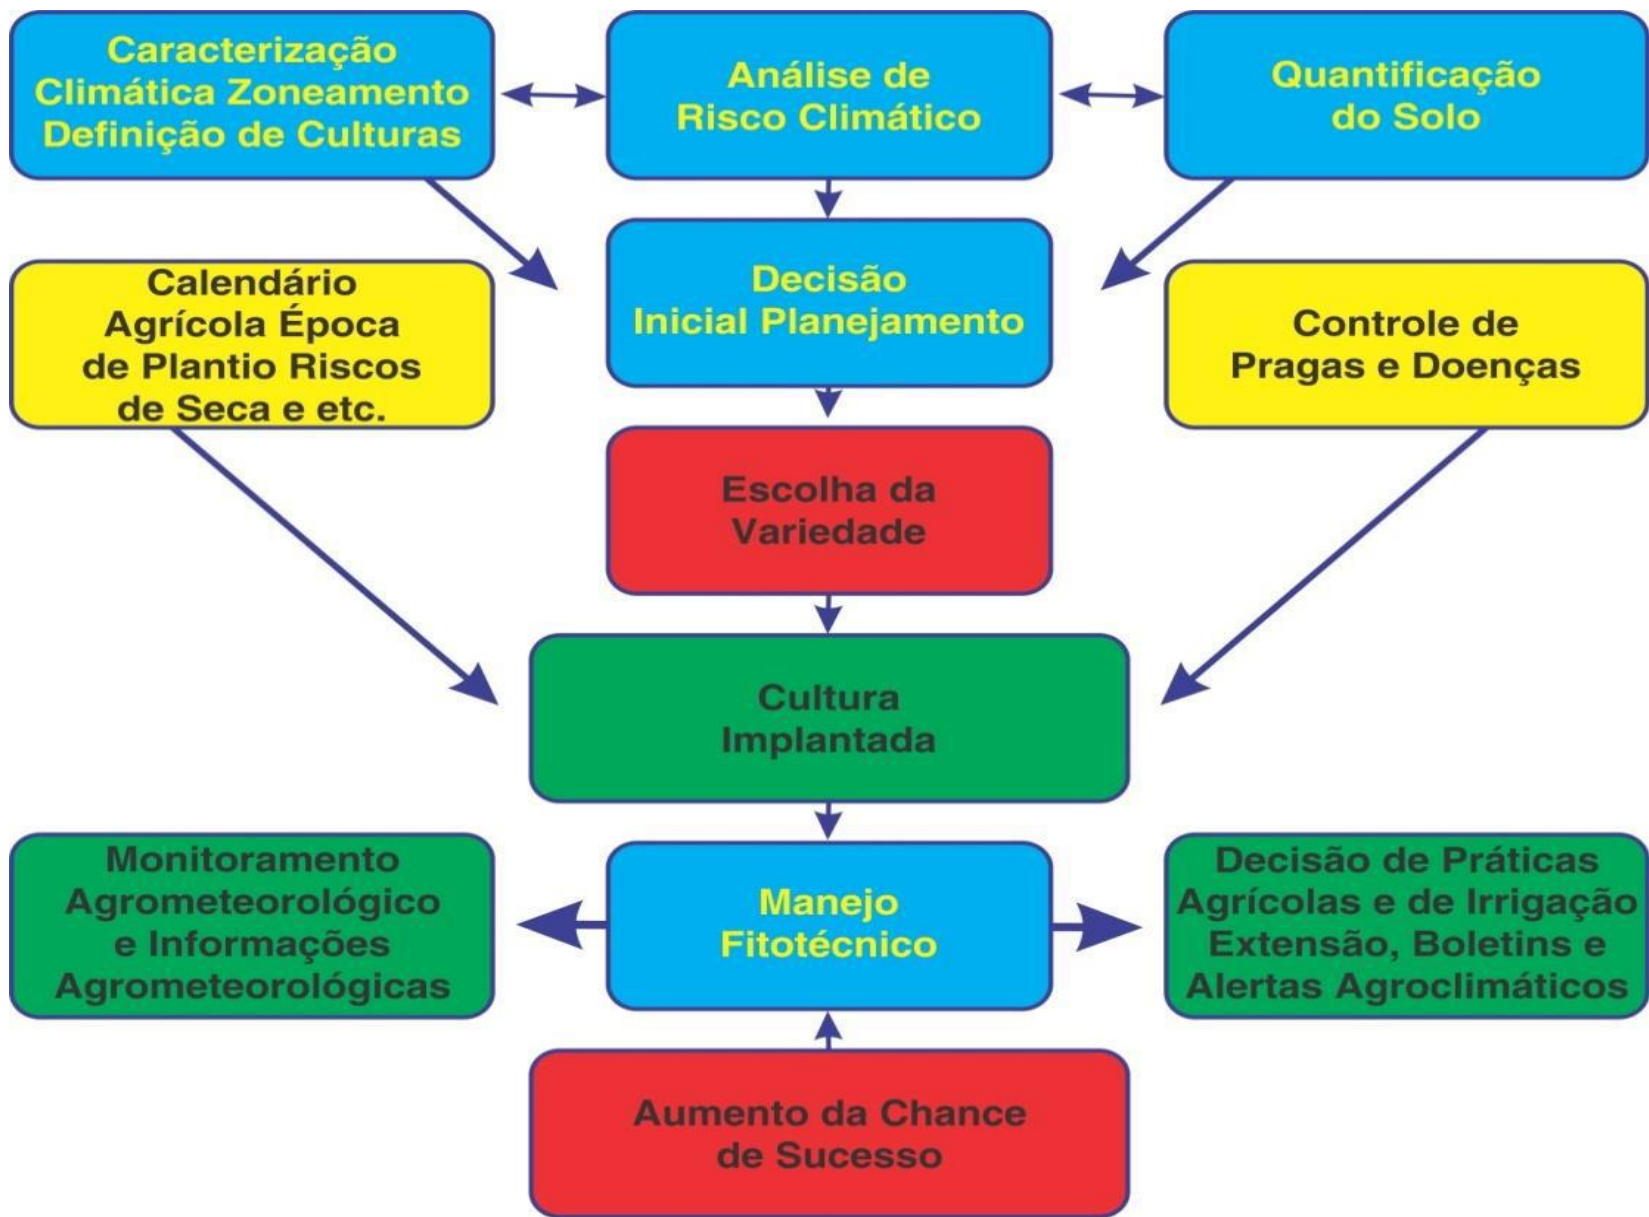 Caracterização
Climática Zoneamento
Definição de Culturas
Análise de
Risco Climático
Quantificação
do Solo
Calendário
Agrícola Época
de Plantio Riscos
de Seca e etc.
Decisão
Inicial Planejamento
Controle de
Pragas e Doenças
Escolha da
Variedade
Cultura
Implantada
Monitoramento
Agrometeorológico
e Informações
Agrometeorológicas
Manejo
Fitotécnico
Decisão de Práticas
Agrícolas e de Irrigação
Extensão, Boletins e
Alertas Agroclimáticos
Aumento da Chance
de Sucesso